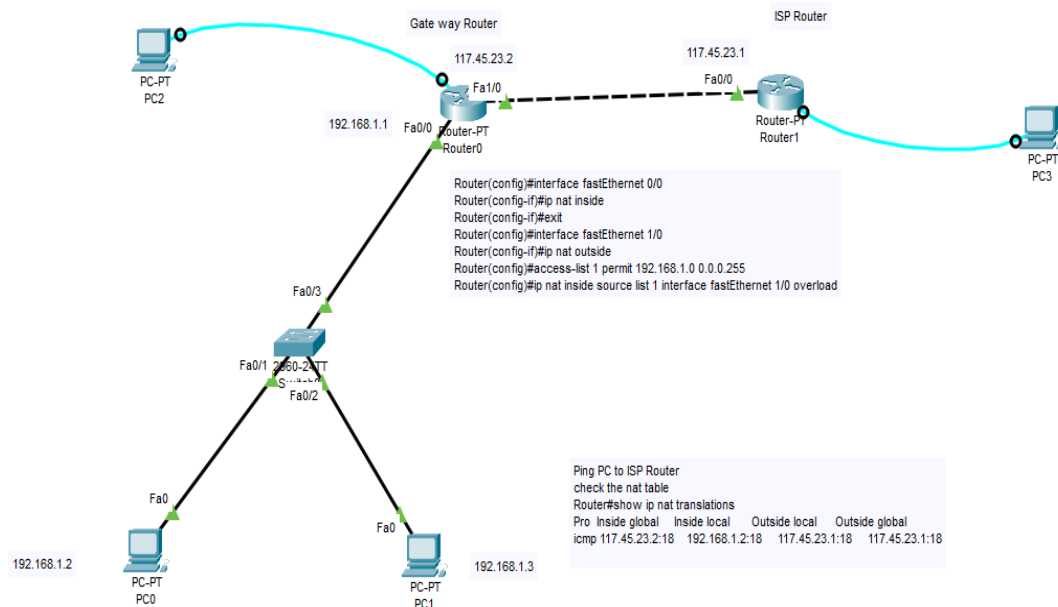 Gate way Router
ISP Router
117.45.23.2
117.45.23.1
PC-PT
PC2
Fa1/0
Fa0/0
192.168.1.1
Fa0/0
Router-PT
Router0
Router-PT
Router1
PC-PT
PC3
Router(config)#interface fastEthernet 0/0
Router(config-if)#ip nat inside
Router(config-if)#exit
Router(config)#interface fastEthernet 1/0
Router(config-if)#ip nat outside
Router(config)#access-list 1 permit 192.168.1.0 0.0.0.255
Router(config)#ip nat inside source list 1 interface fastEthernet 1/0 overload
Fa0/3
Fa0/1
2960-24TT
Fa0/2
Ping PC to ISP Router
check the nat table
Router#show ip nat translations
Pro Inside global Inside local Outside local Outside global
icmp 117.45.23.2:18 192.168.1.2:18 117.45.23.1:18 117.45.23.1:18
Fa0
Fa0
192.168.1.2
PC-PT
PC0
PC-PT
PC1
192.168.1.3